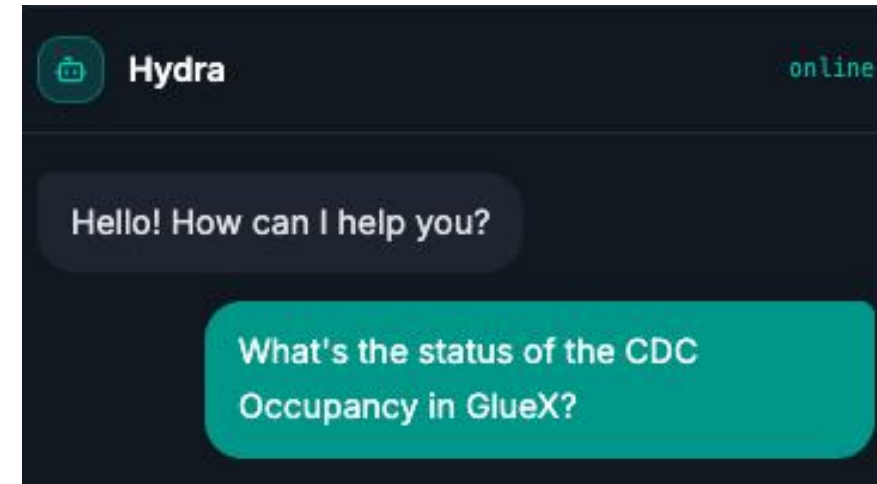 Hydra
online
Hello! How can I help you?
What's the status of the CDC
Occupancy in GlueX?